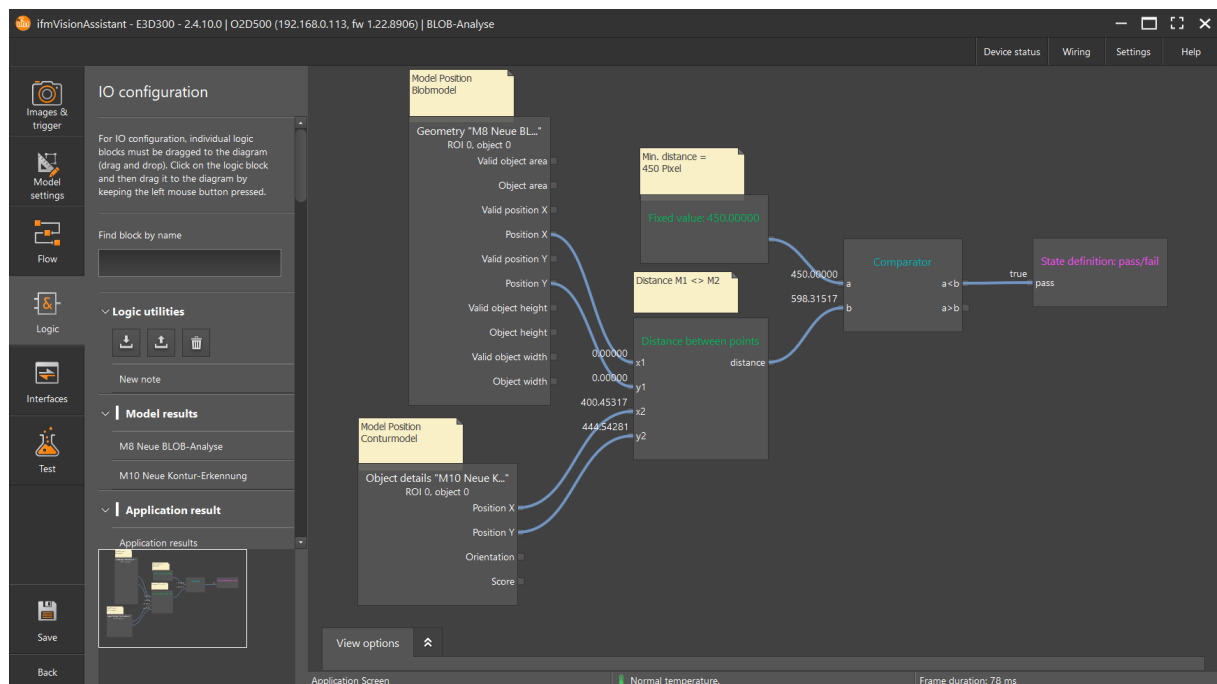 ifm
ifmVisionAssistant - E3D300 - 2.4.10.0 | O2D500 (192.168.0.113, fw 1.22.8906) | BLOB-Analyse
Device status
Wiring
Settings
Help
Images &
trigger
Model
settings
Flow
Logic
Interfaces
Test
Save
Back
IO configuration
For IO configuration, individual logic
blocks must be dragged to the diagram
(drag and drop). Click on the logic block
and then drag it to the diagram by
keeping the left mouse button pressed.
Find block by name
Logic utilities
New note
Model results
M8 Neue BLOB-Analyse
M10 Neue Kontur-Erkennung
Application result
Application results
Model Position
Blobmodel
Geometry "M8 Neue BL..."
ROI 0, object 0
Valid object area
Object area
Valid position X
Position X
Valid position Y
Position Y
Valid object height
Object height
Valid object width
Object width
Model Position
Conturmodel
Object details "M10 Neue K..."
ROI 0, object 0
Position X
Position Y
Orientation
Score
Min. distance =
450 Pixel
Fixed value: 450.00000
Distance M1 <> M2
Distance between points
0.00000
x1
distance
0.00000
y1
400.45317
x2
444.54281
y2
Comparator
450.00000
a
a<b
598.31517
b
a>b
State definition: pass/fail
true
pass
View options
Application Screen
Normal temperature.
Frame duration: 78 ms